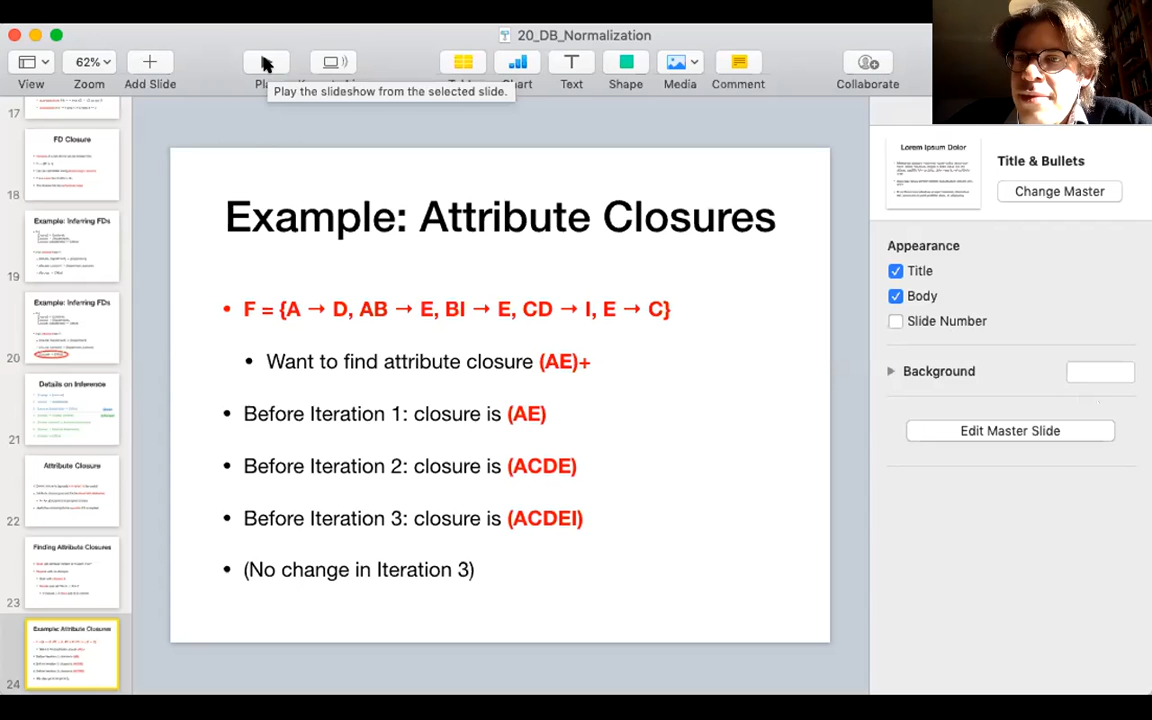 20_DB_Normalization
62%
View
Zoom
Add Slide
Play the slideshow from the selected slide.
Chart
Text
Shape
Media
Comment
Collaborate
17
FD Closure
18
Example: Inferring FDs
19
Example: Inferring FDs
20
Details on Inference
21
Attribute Closure
22
Finding Attribute Closures
23
Example: Attribute Closures
24
Example: Attribute Closures
• F = {A → D, AB → E, BI → E, CD → I, E → C}
• Want to find attribute closure (AE)+
• Before Iteration 1: closure is (AE)
• Before Iteration 2: closure is (ACDE)
• Before Iteration 3: closure is (ACDEI)
• (No change in Iteration 3)
Lorem Ipsum Dolor
Title & Bullets
Change Master
Appearance
Title
Body
Slide Number
Background
Edit Master Slide